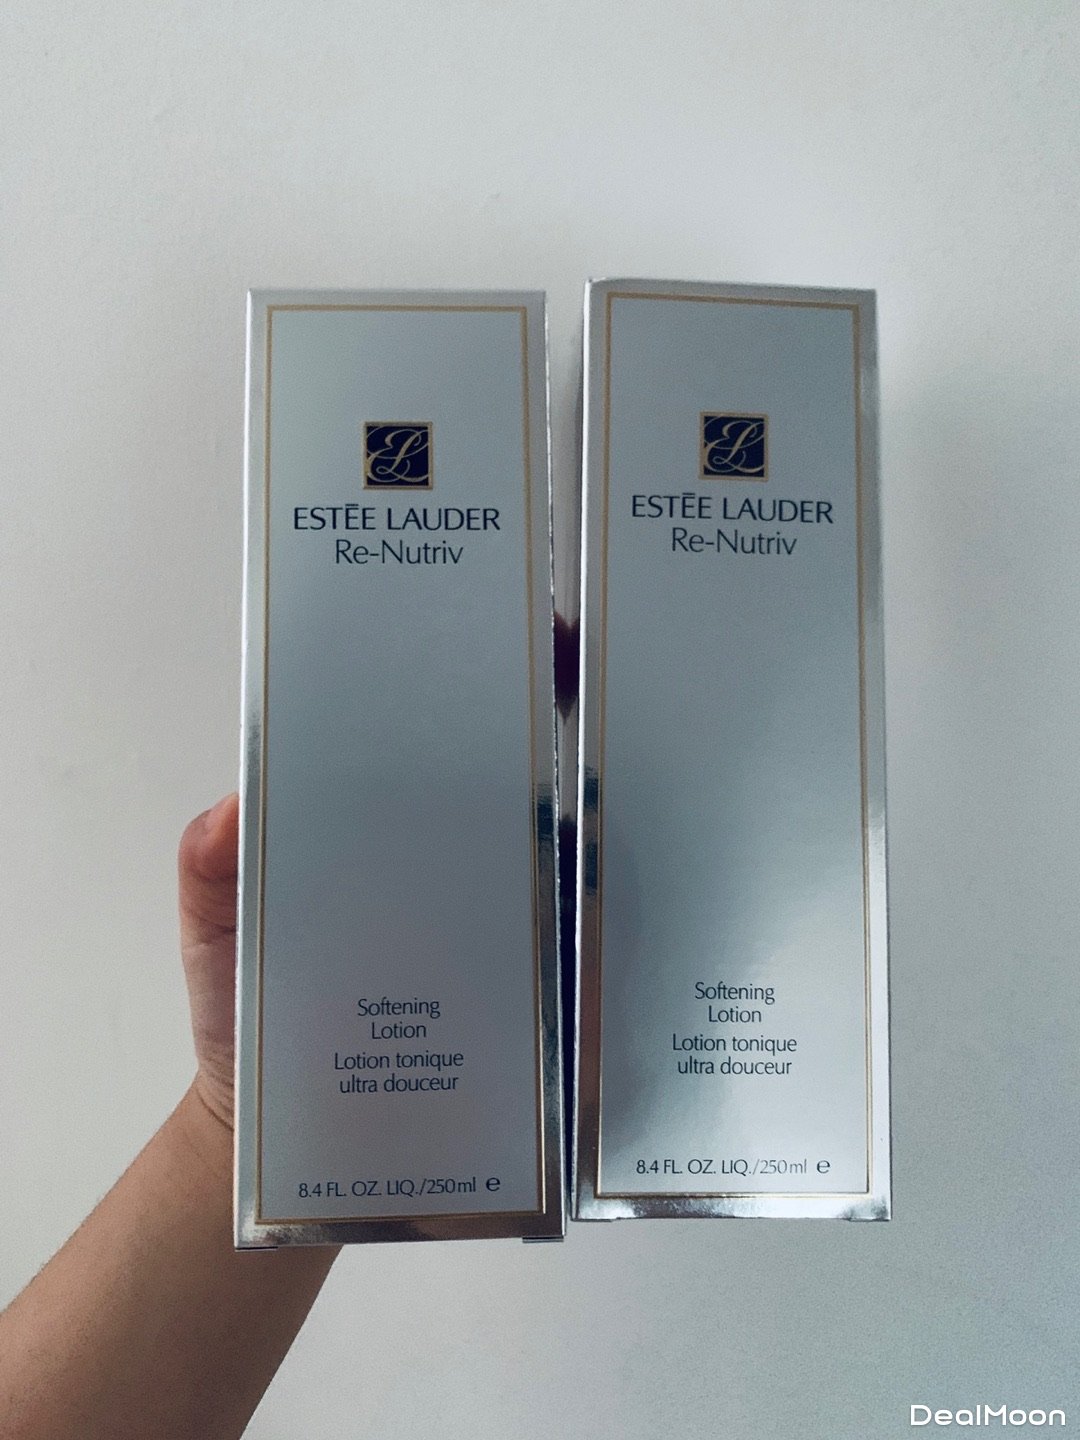 ESTĒE LAUDER
Re-Nutriv
Softening
Lotion
Lotion tonique
ultra douceur
8.4 FL. OZ. LIQ./250ml e
ESTĒE LAUDER
Re-Nutriv
Softening
Lotion
Lotion tonique
ultra douceur
8.4 FL. OZ. LIQ./250ml e
DealMoon